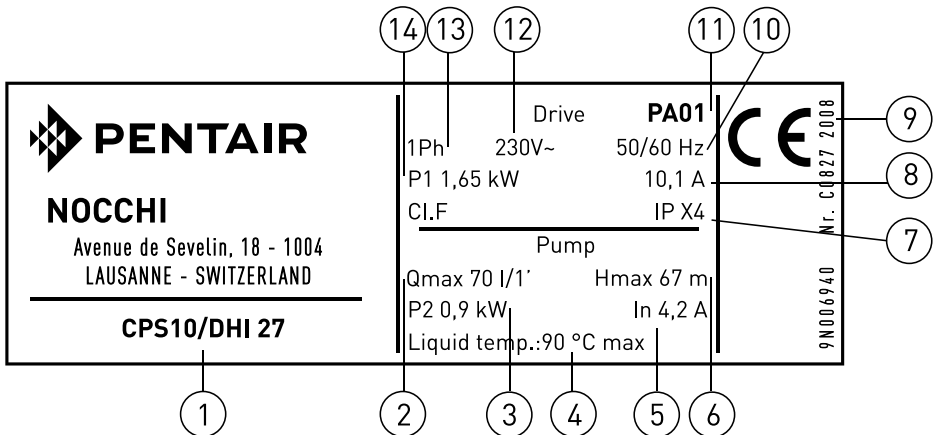 14 13 12 11 10
PENTAIR
NOCCHI
Avenue de Sevelin, 18 - 1004
LAUSANNE - SWITZERLAND
CPS10/DHI 27
Drive PA01
1Ph 230V~ 50/60 Hz
P1 1,65 kW 10,1 A
CI.F IP X4
Pump
Qmax 70 l/1' Hmax 67 m
P2 0,9 kW In 4,2 A
Liquid temp.:90 °C max
CE
Nr. C0827 2008
9N006940
9
8
7
1 2 3 4 5 6